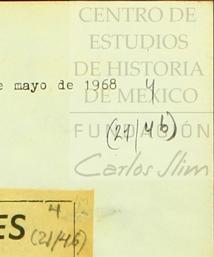 CENTRO DE
ESTUDIOS
DE HISTORIA
e mayo de 1968
DE MÉXICO
4
FUNDACIÓN
(21/46)
Carlos Slim
4
ES (21/46)